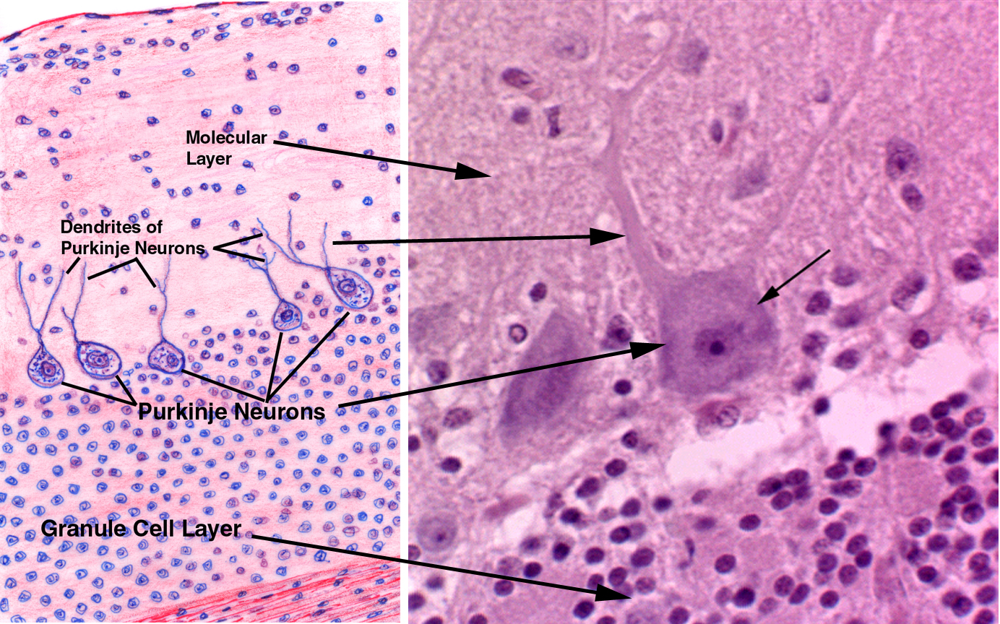 Molecular
Layer
Dendrites of
Purkinje Neurons
Purkinje Neurons
Granule Cell Layer